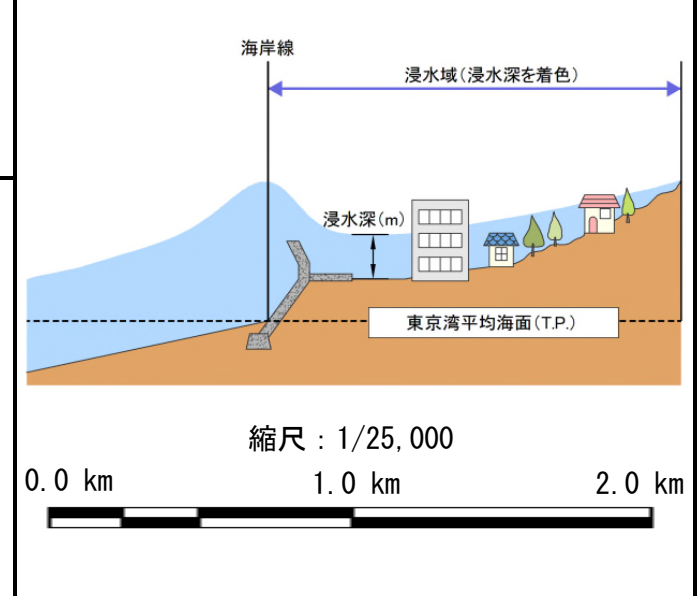 海岸線
浸水域(浸水深を着色)
浸水深(m)
東京湾平均海面(T.P.)
縮尺：1/25,000
0.0 km 1.0 km 2.0 km